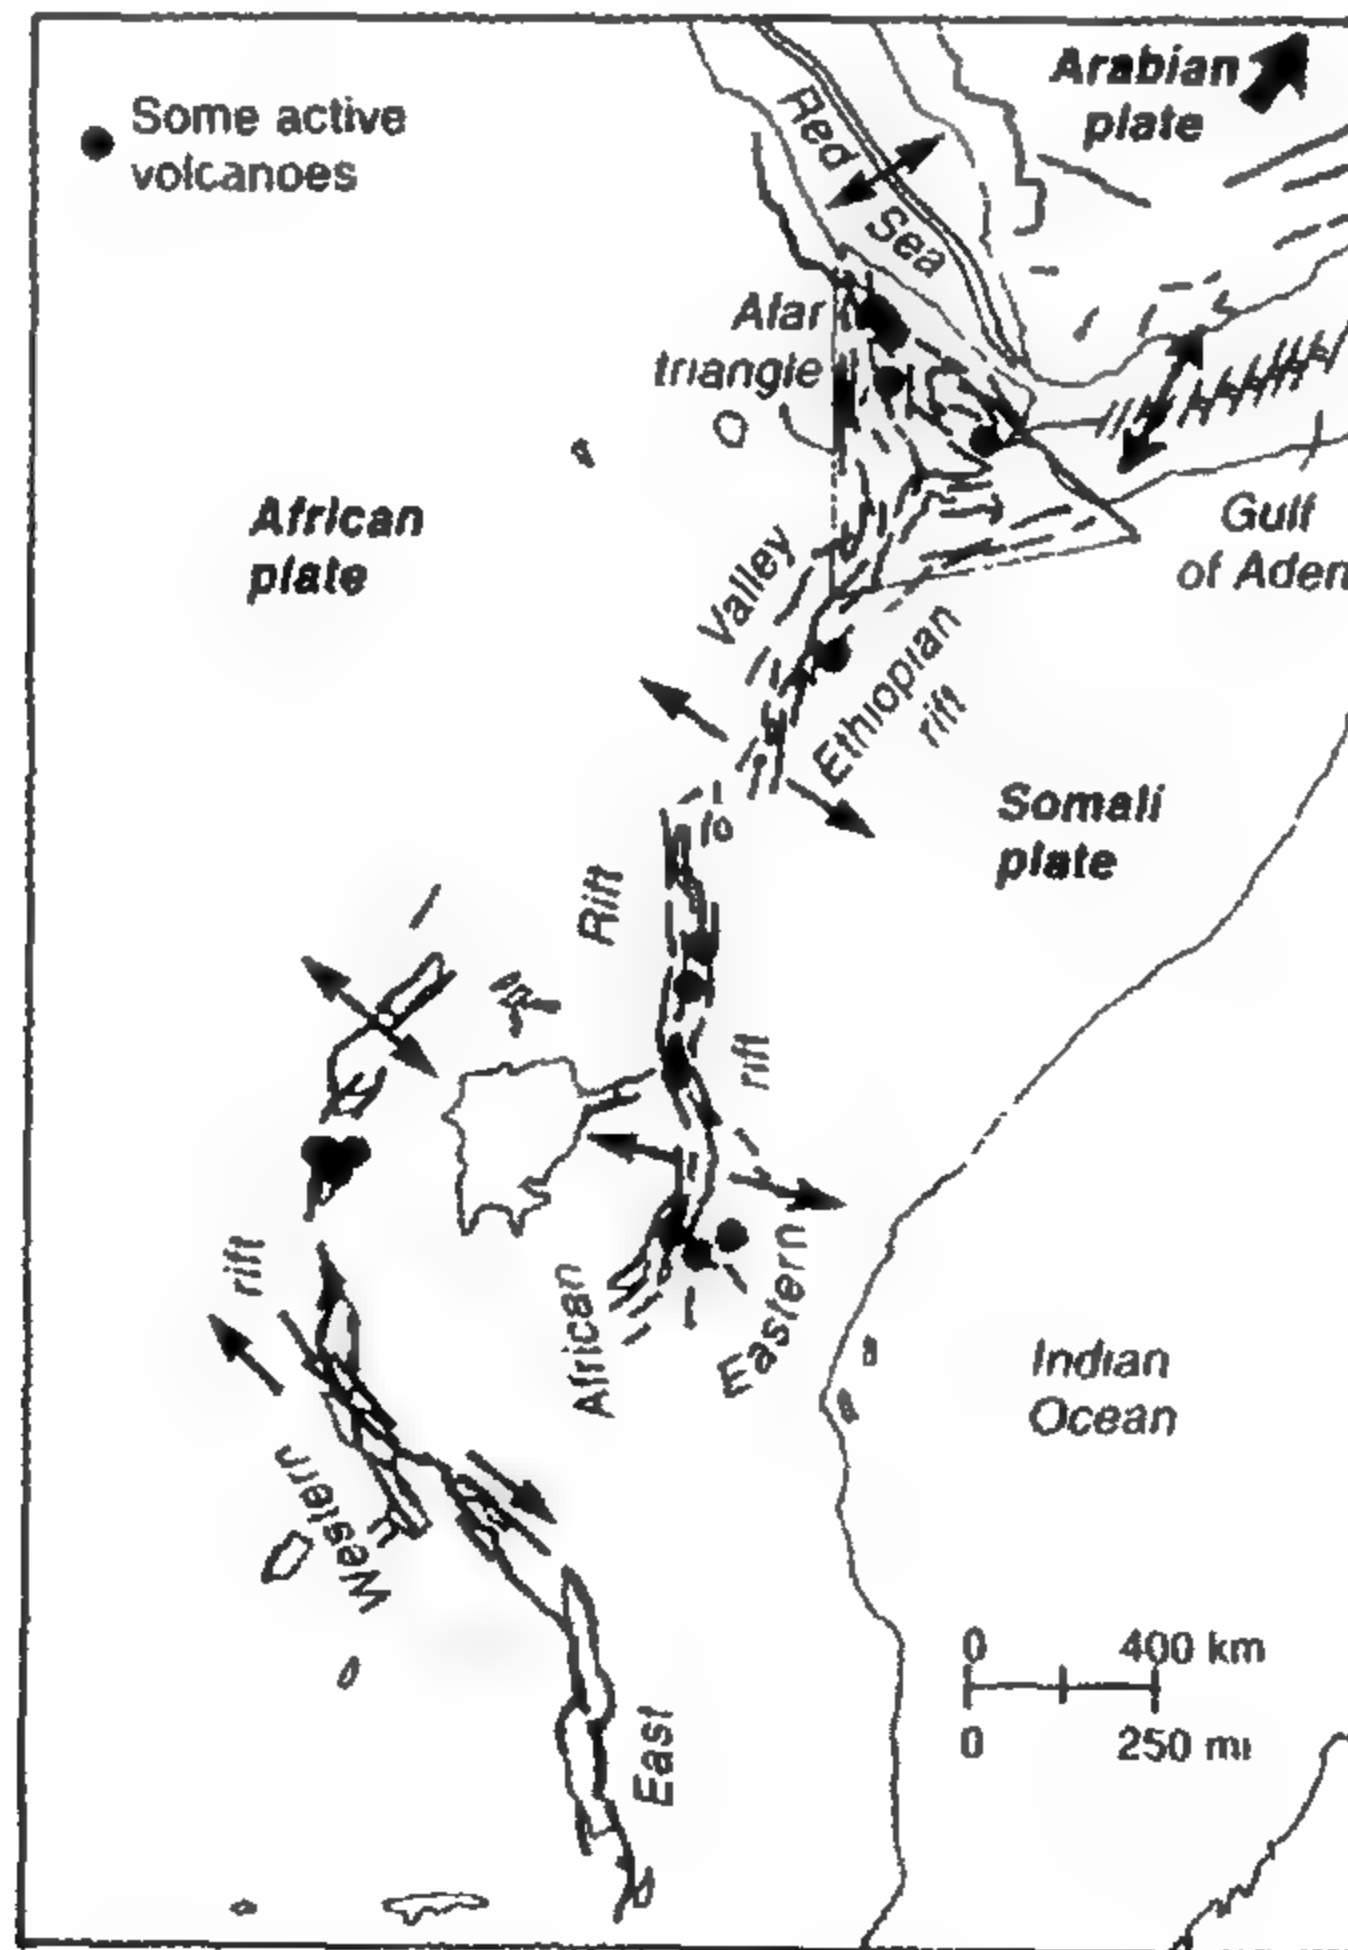 Some active
volcanoes
Arabian
plate
Red
Sea
Afar
triangle
African
plate
Gulf
of Aden
Valley
Ethiopian
rift
Somali
plate
Rift
rift
rift
African
Eastern
Indian
Ocean
Western
0 400 km
0 250 mi
East